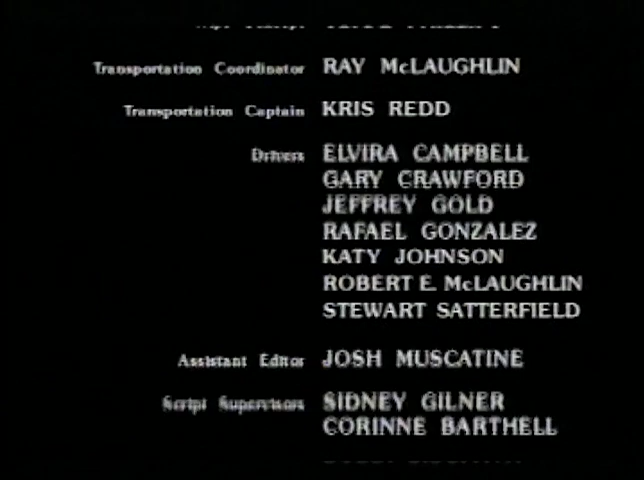 Transportation Coordinator RAY McLAUGHLIN
Transportation Captain KRIS REDD
Drivers ELVIRA CAMPBELL
GARY CRAWFORD
JEFFREY GOLD
RAFAEL GONZALEZ
KATY JOHNSON
ROBERT E. McLAUGHLIN
STEWART SATTERFIELD
Assistant Editor JOSH MUSCATINE
Script Supervisors SIDNEY GILNER
CORINNE BARTHELL